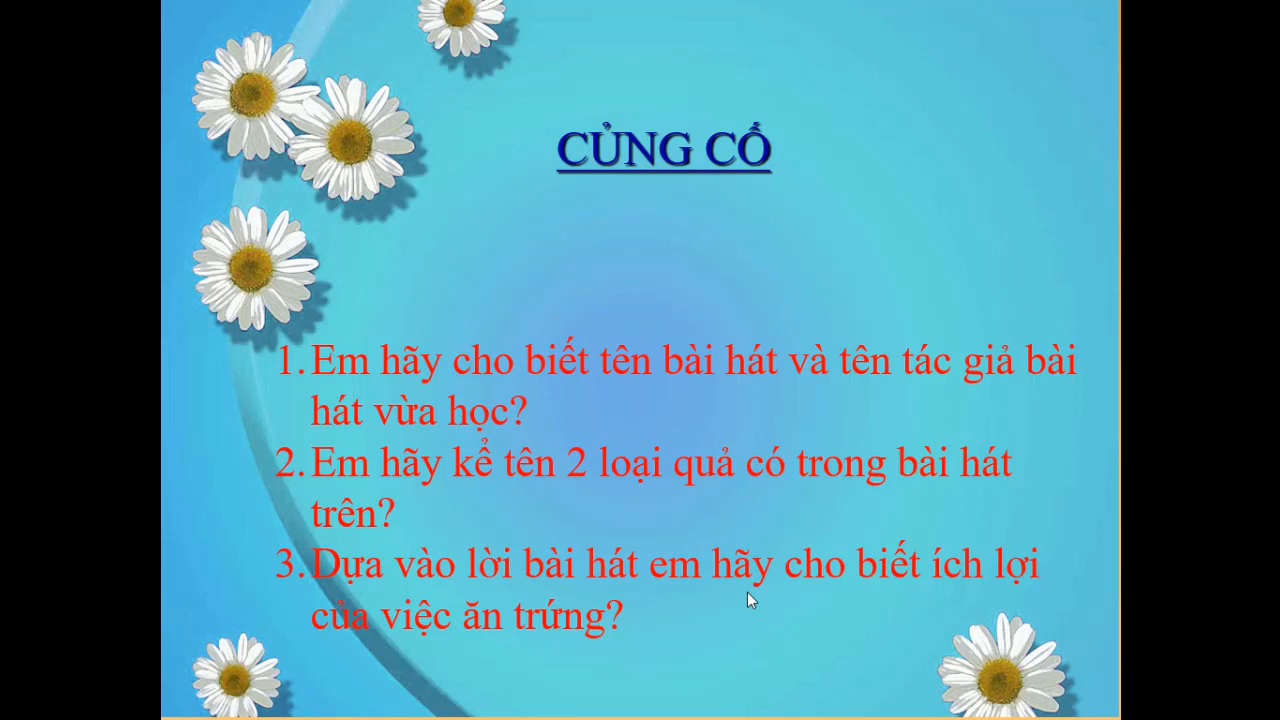 CỦNG CỐ
1. Em hãy cho biết tên bài hát và tên tác giả bài
hát vừa học?
2. Em hãy kể tên 2 loại quả có trong bài hát
trên?
3. Dựa vào lời bài hát em hãy cho biết ích lợi
của việc ăn trứng?